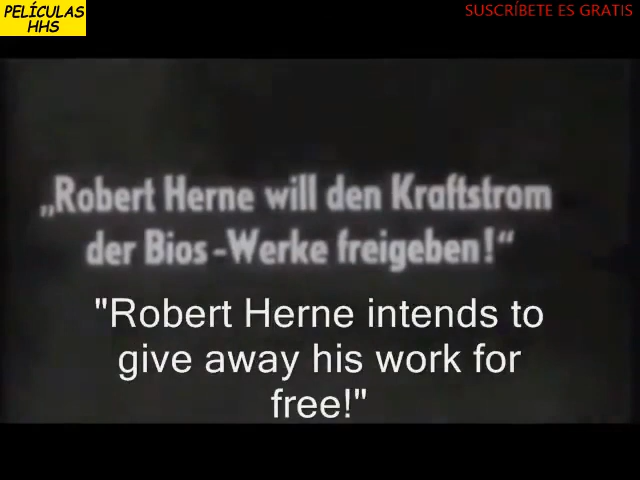 PELÍCULAS
HHS
SUSCRÍBETE ES GRATIS
„Robert Herne will den Kraftstrom
der Bios-Werke freigeben!“
"Robert Herne intends to
give away his work for
free!"